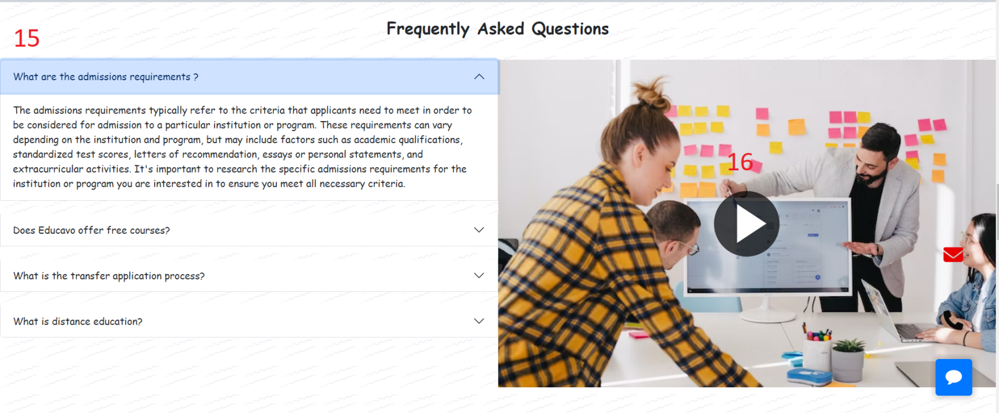 Frequently Asked Questions
15
What are the admissions requirements ?
The admissions requirements typically refer to the criteria that applicants need to meet in order to
be considered for admission to a particular institution or program. These requirements can vary
depending on the institution and program, but may include factors such as academic qualifications,
standardized test scores, letters of recommendation, essays or personal statements, and
extracurricular activities. It's important to research the specific admissions requirements for the
institution or program you are interested in to ensure you meet all necessary criteria.
Does Educavo offer free courses?
What is the transfer application process?
What is distance education?
16